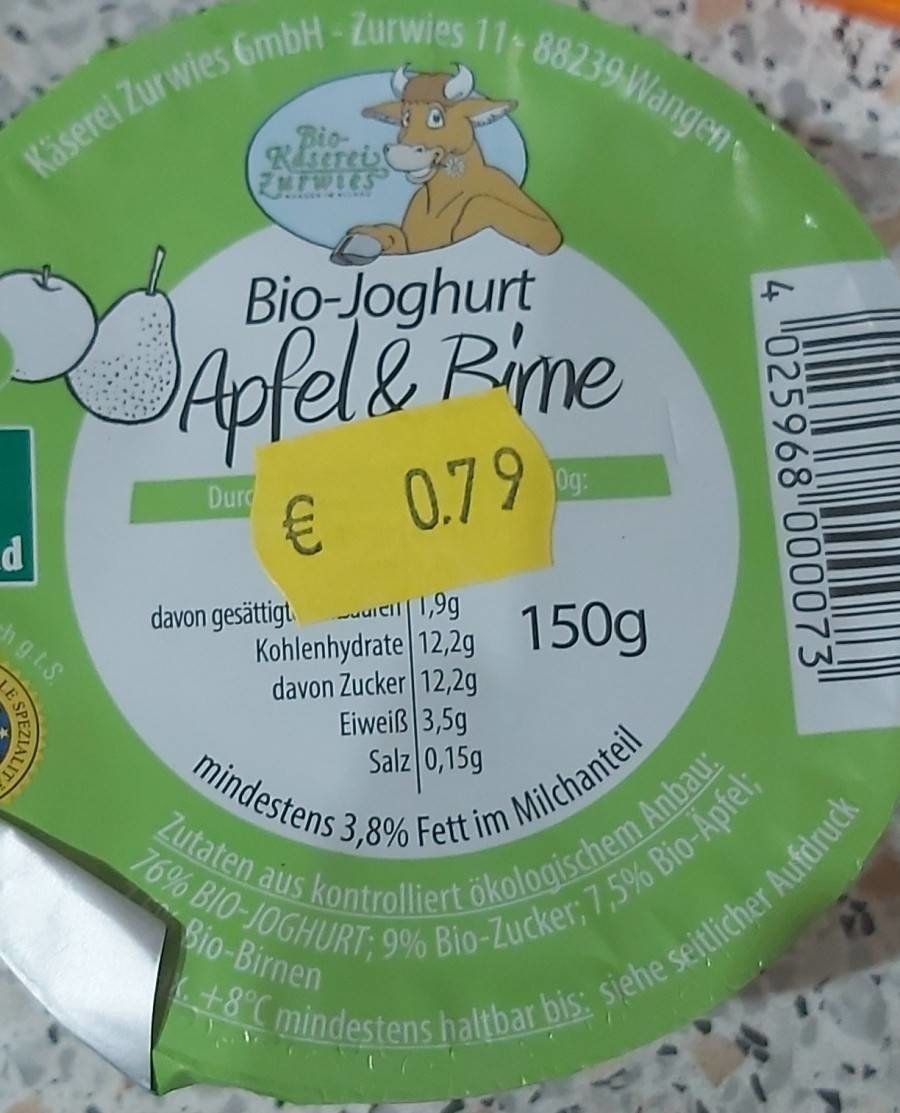 Käserei Zurwies GmbH - Zurwies 11 - 88239 Wangen
Bio-
Käserei
Zurwies
Bio-Joghurt
Apfel & Birne
€ 0.79
0g:
davon 1,9g
Kohlenhydrate 12,2g
davon Zucker 12,2g
Eiweiß 3,5g
Salz 0,15g
150g
mindestens 3,8% Fett im Milchanteil
Zutaten aus kontrolliert ökologischem Anbau:
76% BIO-JOGHURT; 9% Bio-Zucker; 7,5% Bio-Äpfel;
Bio-Birnen
+8°C mindestens haltbar bis: siehe seitlicher Aufdruck
4 025968 000073
d
g.t.S.